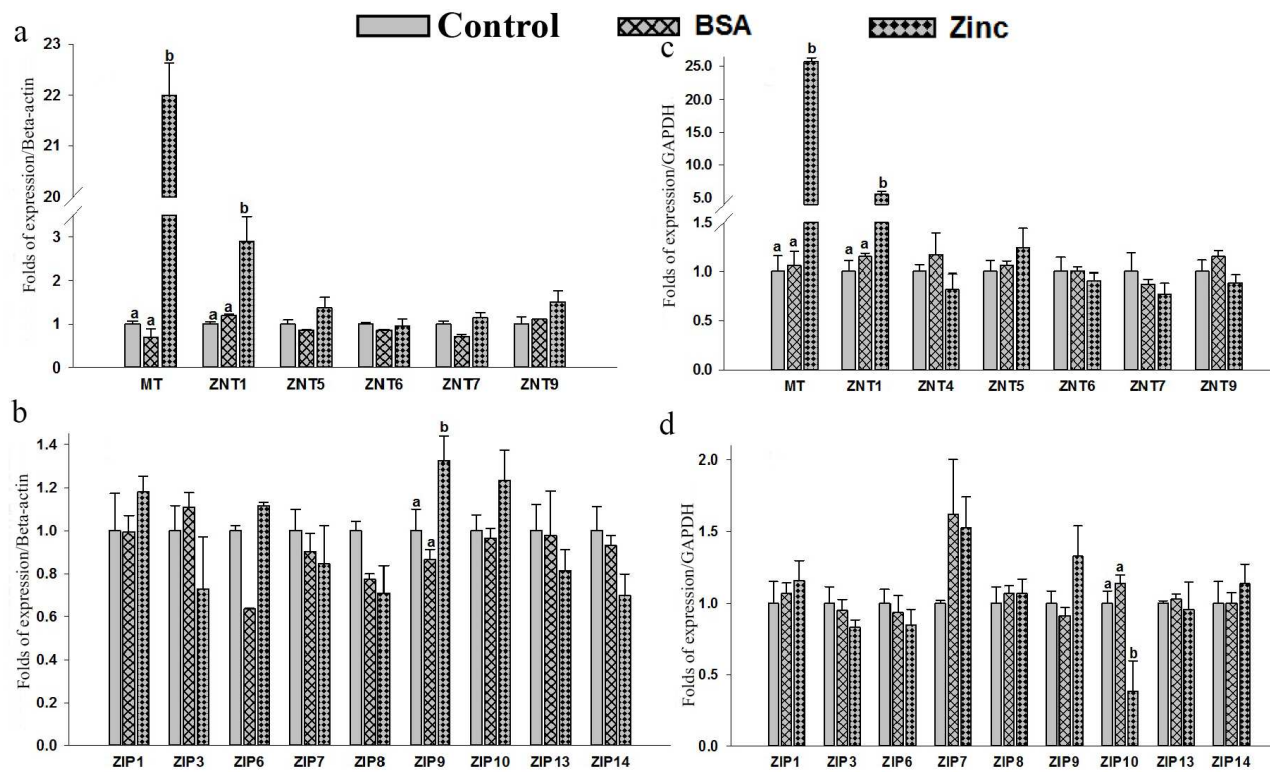 Control BSA Zinc
a
Folds of expression/Beta-actin
23
22
21
20
3
2
1
0
a a b
a a b
MT ZNT1 ZNT5 ZNT6 ZNT7 ZNT9
c
Folds of expression/GAPDH
25.0
20.0
15.0
10.0
5.0
1.5
1.0
0.5
0.0
a a b
a a b
MT ZNT1 ZNT4 ZNT5 ZNT6 ZNT7 ZNT9
b
Folds of expression/Beta-actin
1.4
1.2
1.0
0.8
0.6
0.4
0.2
0.0
a a b
ZIP1 ZIP3 ZIP6 ZIP7 ZIP8 ZIP9 ZIP10 ZIP13 ZIP14
d
Folds of expression/GAPDH
2.0
1.5
1.0
0.5
0.0
a a b
ZIP1 ZIP3 ZIP6 ZIP7 ZIP8 ZIP9 ZIP10 ZIP13 ZIP14